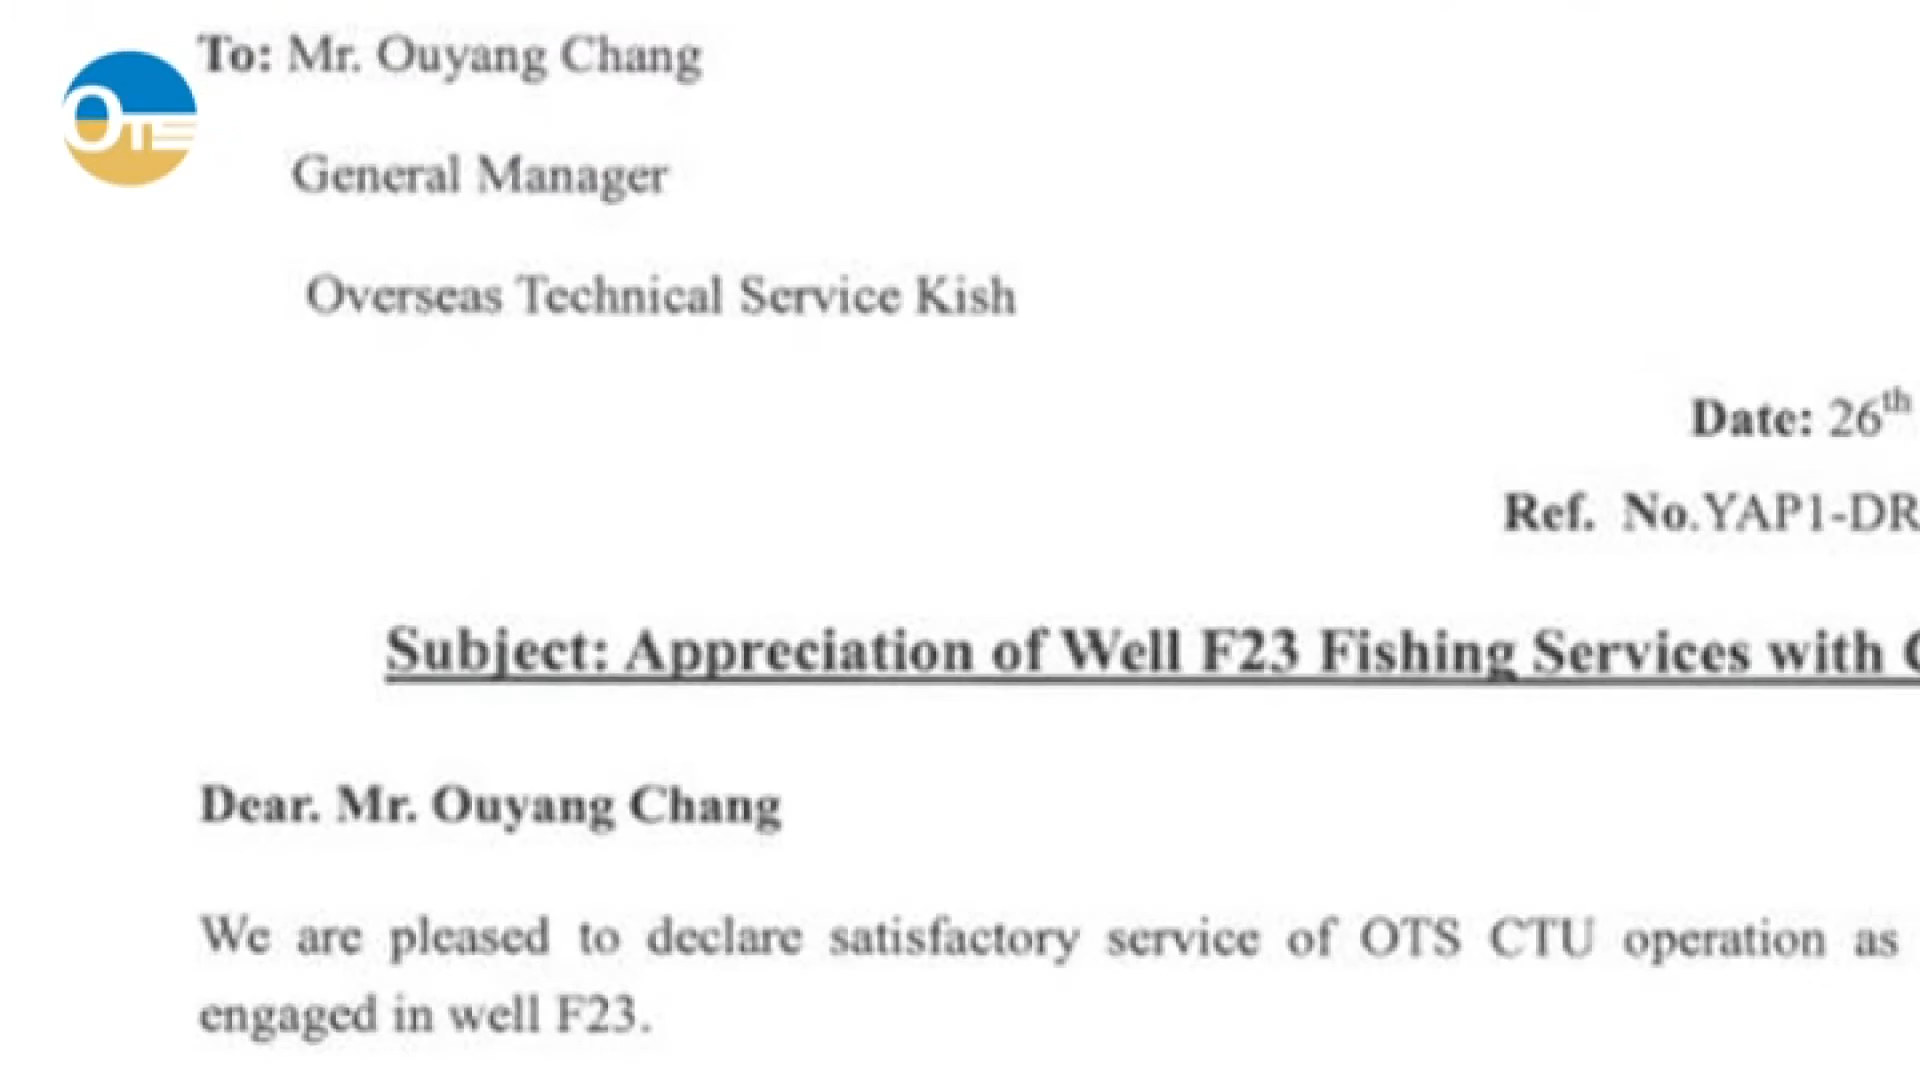 OTS
To: Mr. Ouyang Chang
General Manager
Overseas Technical Service Kish
Date: 26th
Ref. No.YAP1-DR
Subject: Appreciation of Well F23 Fishing Services with
Dear. Mr. Ouyang Chang
We are pleased to declare satisfactory service of OTS CTU operation as
engaged in well F23.